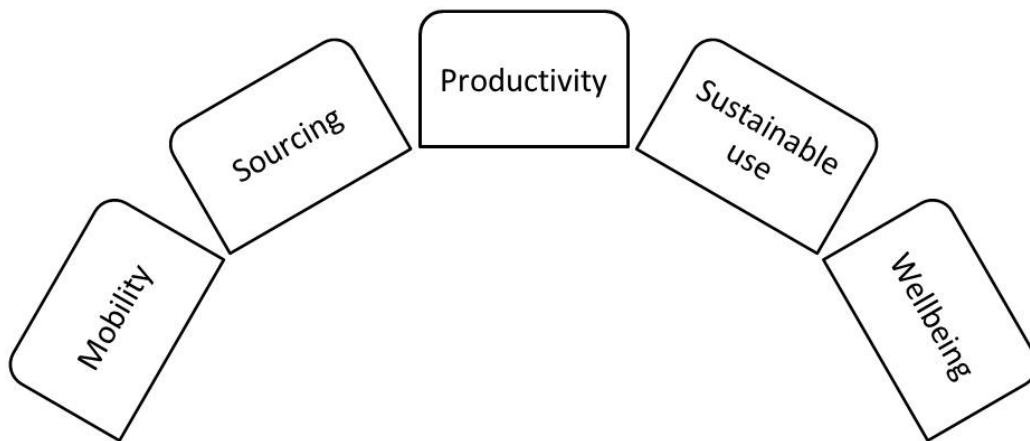 Mobility
Sourcing
Productivity
Sustainable
use
Wellbeing